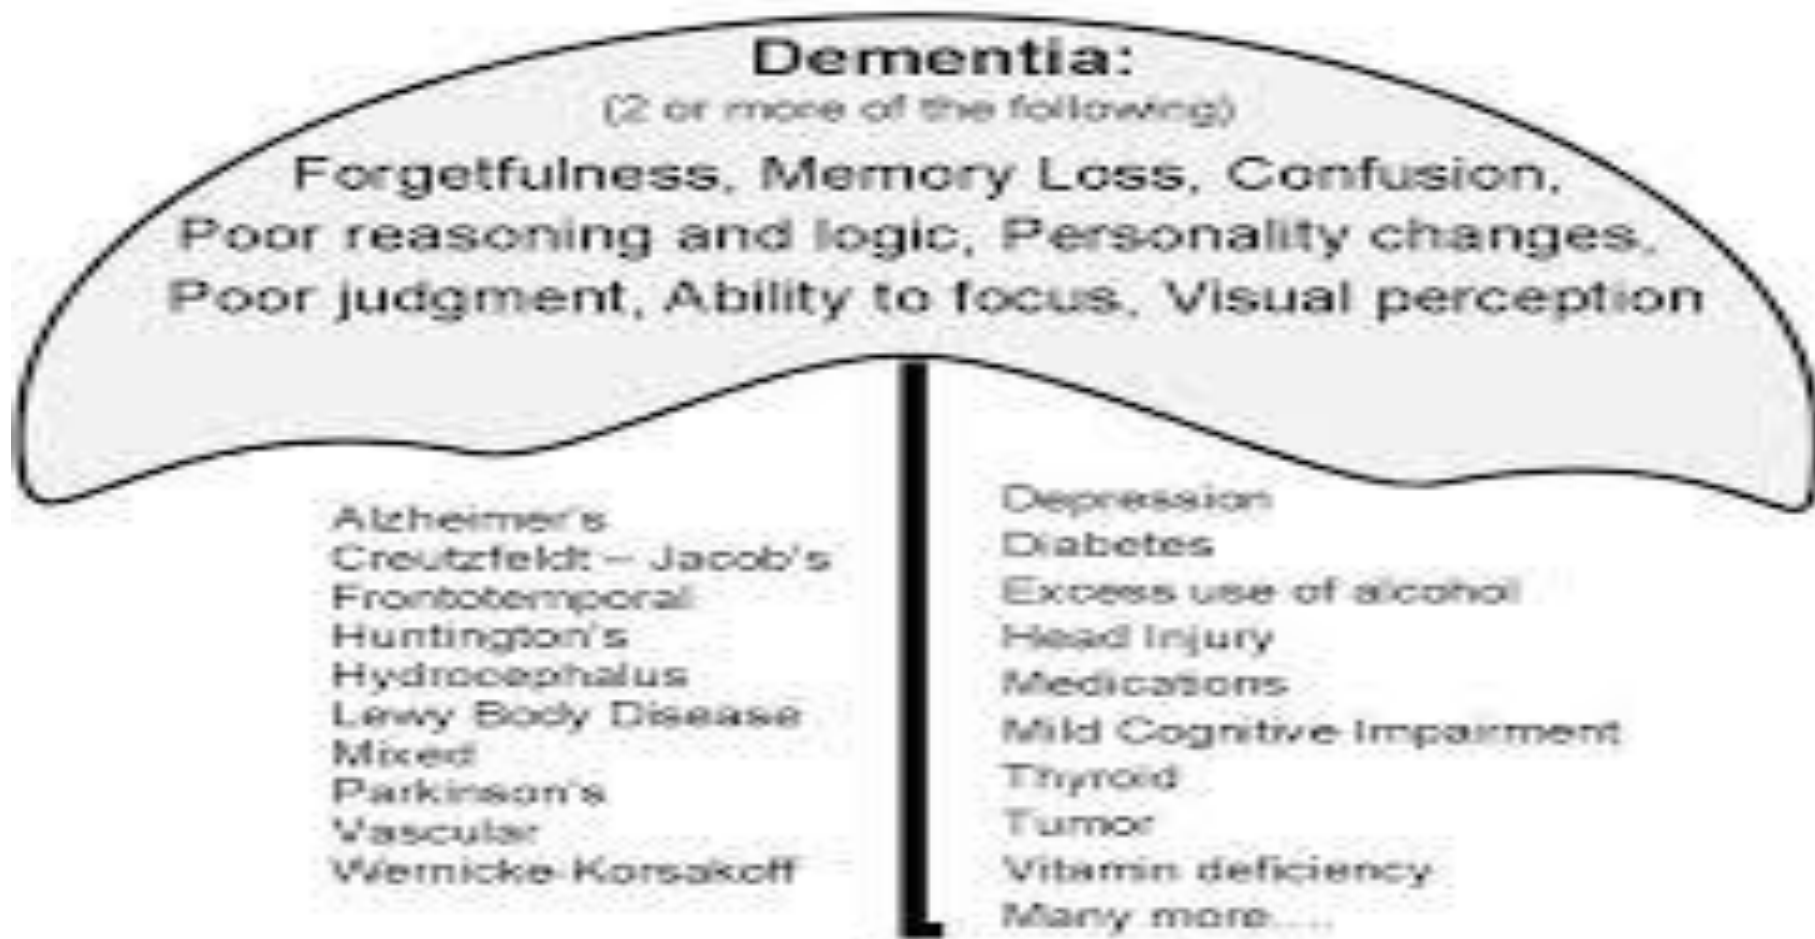 Dementia:
(2 or more of the following)
Forgetfulness, Memory Loss, Confusion,
Poor reasoning and logic, Personality changes,
Poor judgment, Ability to focus, Visual perception
Alzheimer's
Creutzfeldt – Jacob's
Frontotemporal
Huntington's
Hydrocephalus
Lewy Body Disease
Mixed
Parkinson's
Vascular
Wernicke-Korsakoff
Depression
Diabetes
Excess use of alcohol
Head Injury
Medications
Mild Cognitive Impairment
Thyroid
Tumor
Vitamin deficiency
Many more....